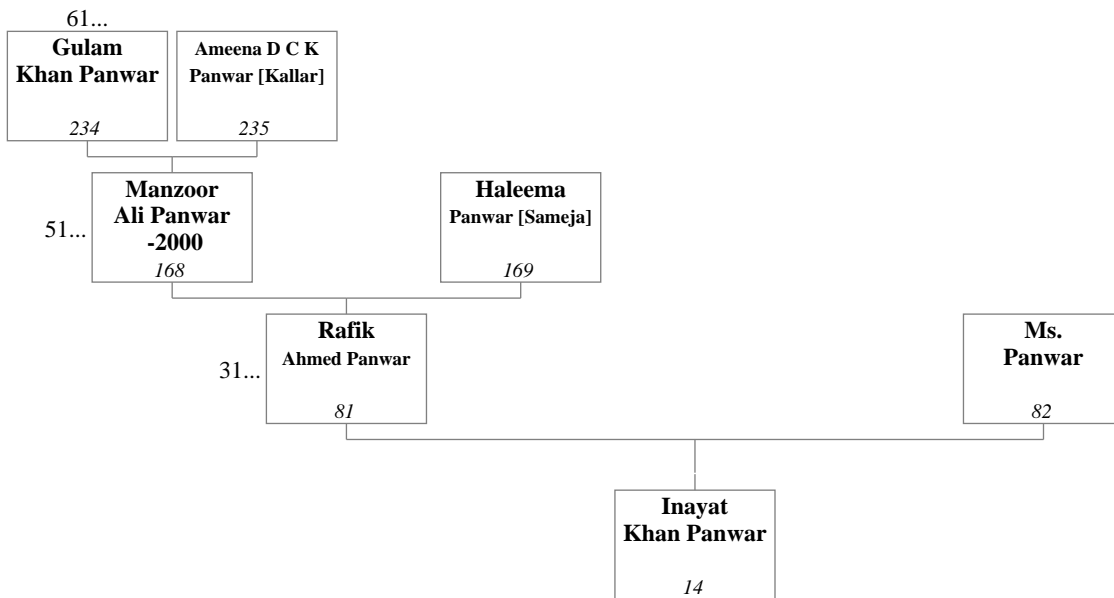 61...
Gulam
Khan Panwar
234
Ameena D C K
Panwar [Kallar]
235
51...
Manzoor
Ali Panwar
-2000
168
Haleema
Panwar [Sameja]
169
31...
Rafik
Ahmed Panwar
81
Ms.
Panwar
82
Inayat
Khan Panwar
14